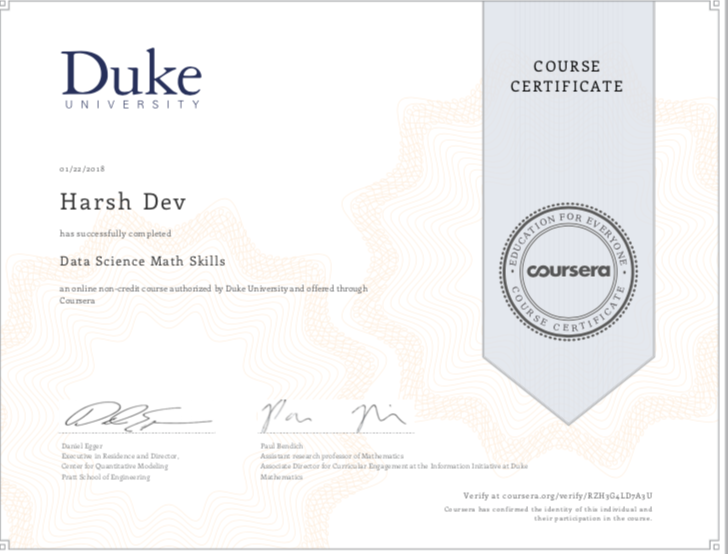 Duke
UNIVERSITY
COURSE
CERTIFICATE
01/22/2018
Harsh Dev
has successfully completed
Data Science Math Skills
an online non-credit course authorized by Duke University and offered through
Coursera
EDUCATION FOR EVERYONE
coursera
COURSE CERTIFICATE
Daniel Egger
Executive in Residence and Director,
Center for Quantitative Modeling
Pratt School of Engineering
Paul Bendich
Assistant research professor of Mathematics
Associate Director for Curricular Engagement at the Information Initiative at Duke
Mathematics
Verify at coursera.org/verify/RZH3G4LD7A3U
Coursera has confirmed the identity of this individual and
their participation in the course.